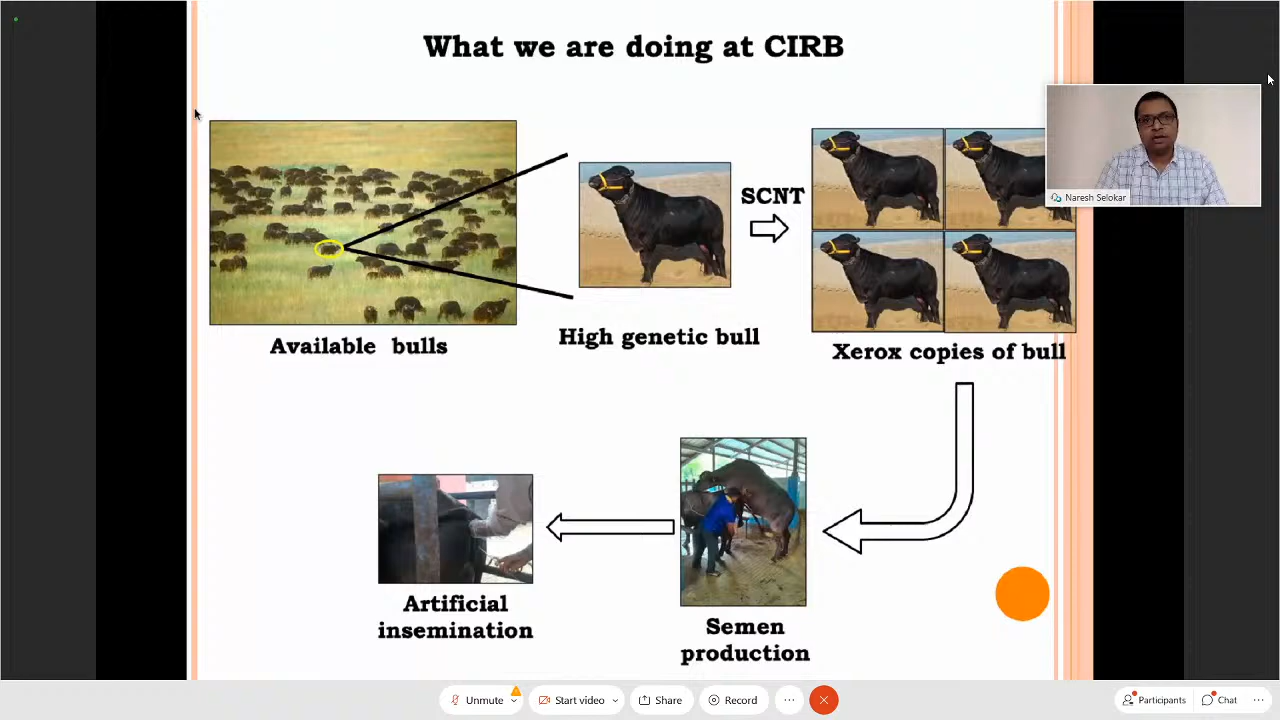 What we are doing at CIRB
Naresh Selokar
SCNT
Available bulls
High genetic bull
Xerox copies of bull
Artificial
insemination
Semen
production
Unmute
Start video
Share
Record
Participants
Chat